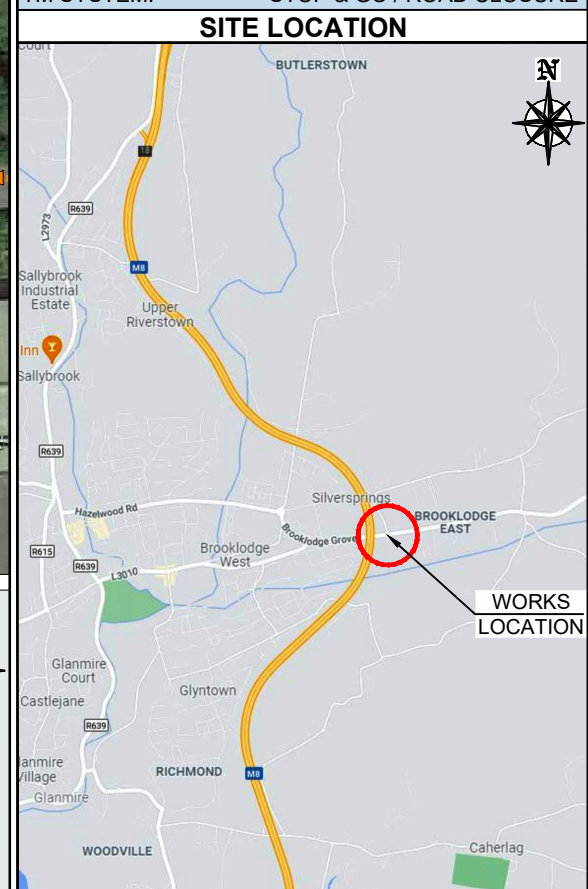 SITE LOCATION
Court
BUTLERSTOWN
N
18
R639
L2973
M8
Sallybrook
Industrial
Estate
Upper
Riverstown
Inn
Sallybrook
R639
Silversprings
Hazelwood Rd
BROOKLODGE
EAST
Brooklodge Grove
R615
Brooklodge
West
R639
L3010
WORKS
LOCATION
Glanmire
Court
Glyntown
Castlejane
R639
RICHMOND
M8
Village
Glanmire
WOODVILLE
Caherlag